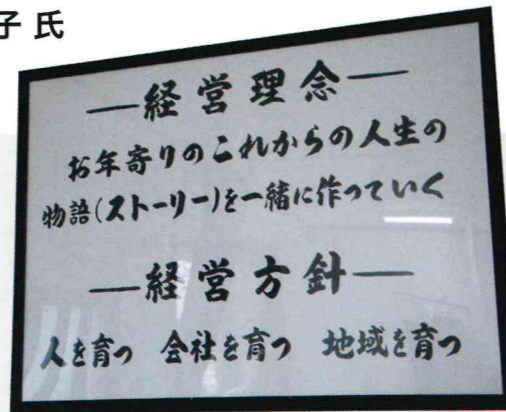 子 氏
―経営理念―
お年寄りのこれからの人生の
物語(ストーリー)を一緒に作っていく
―経営方針―
人を育つ 会社を育つ 地域を育つ